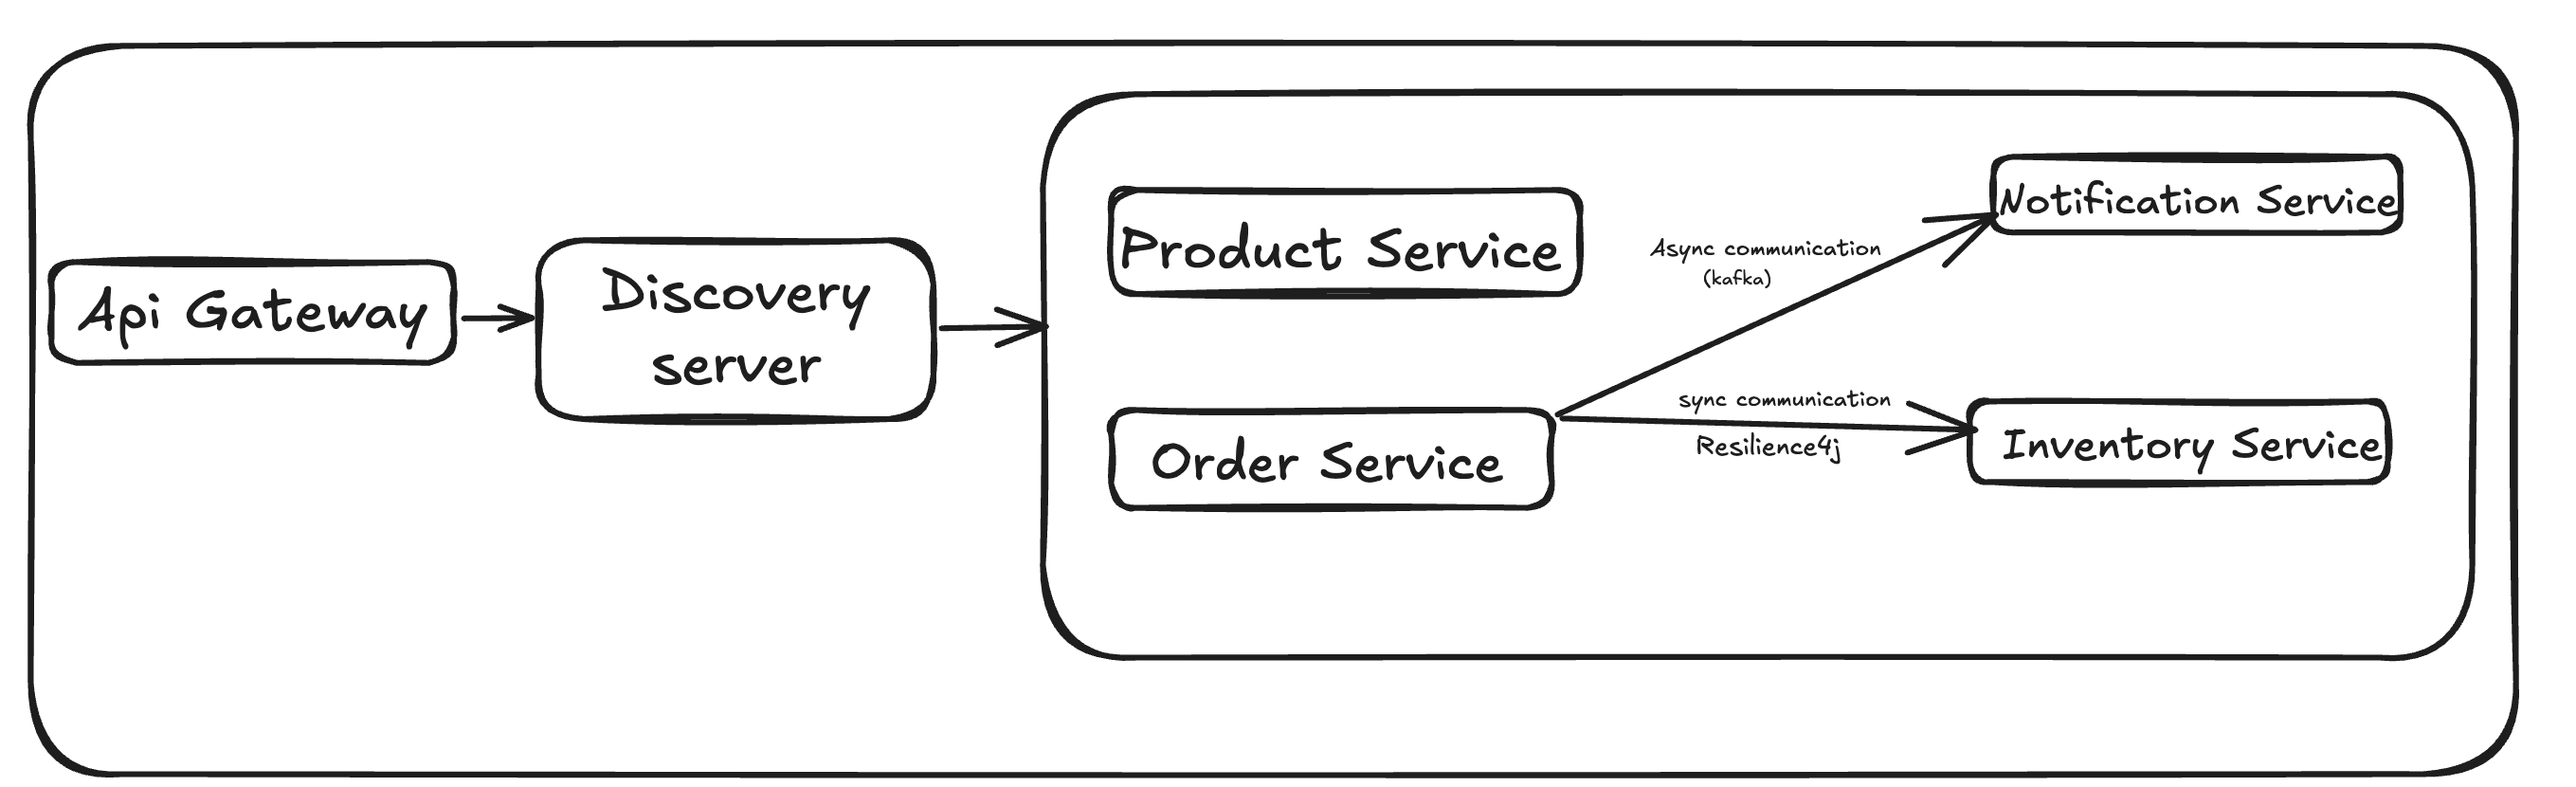 Api Gateway
Discovery
server
Product Service
Order Service
Async communication
(kafka)
sync communication
Resilience4j
Notification Service
Inventory Service